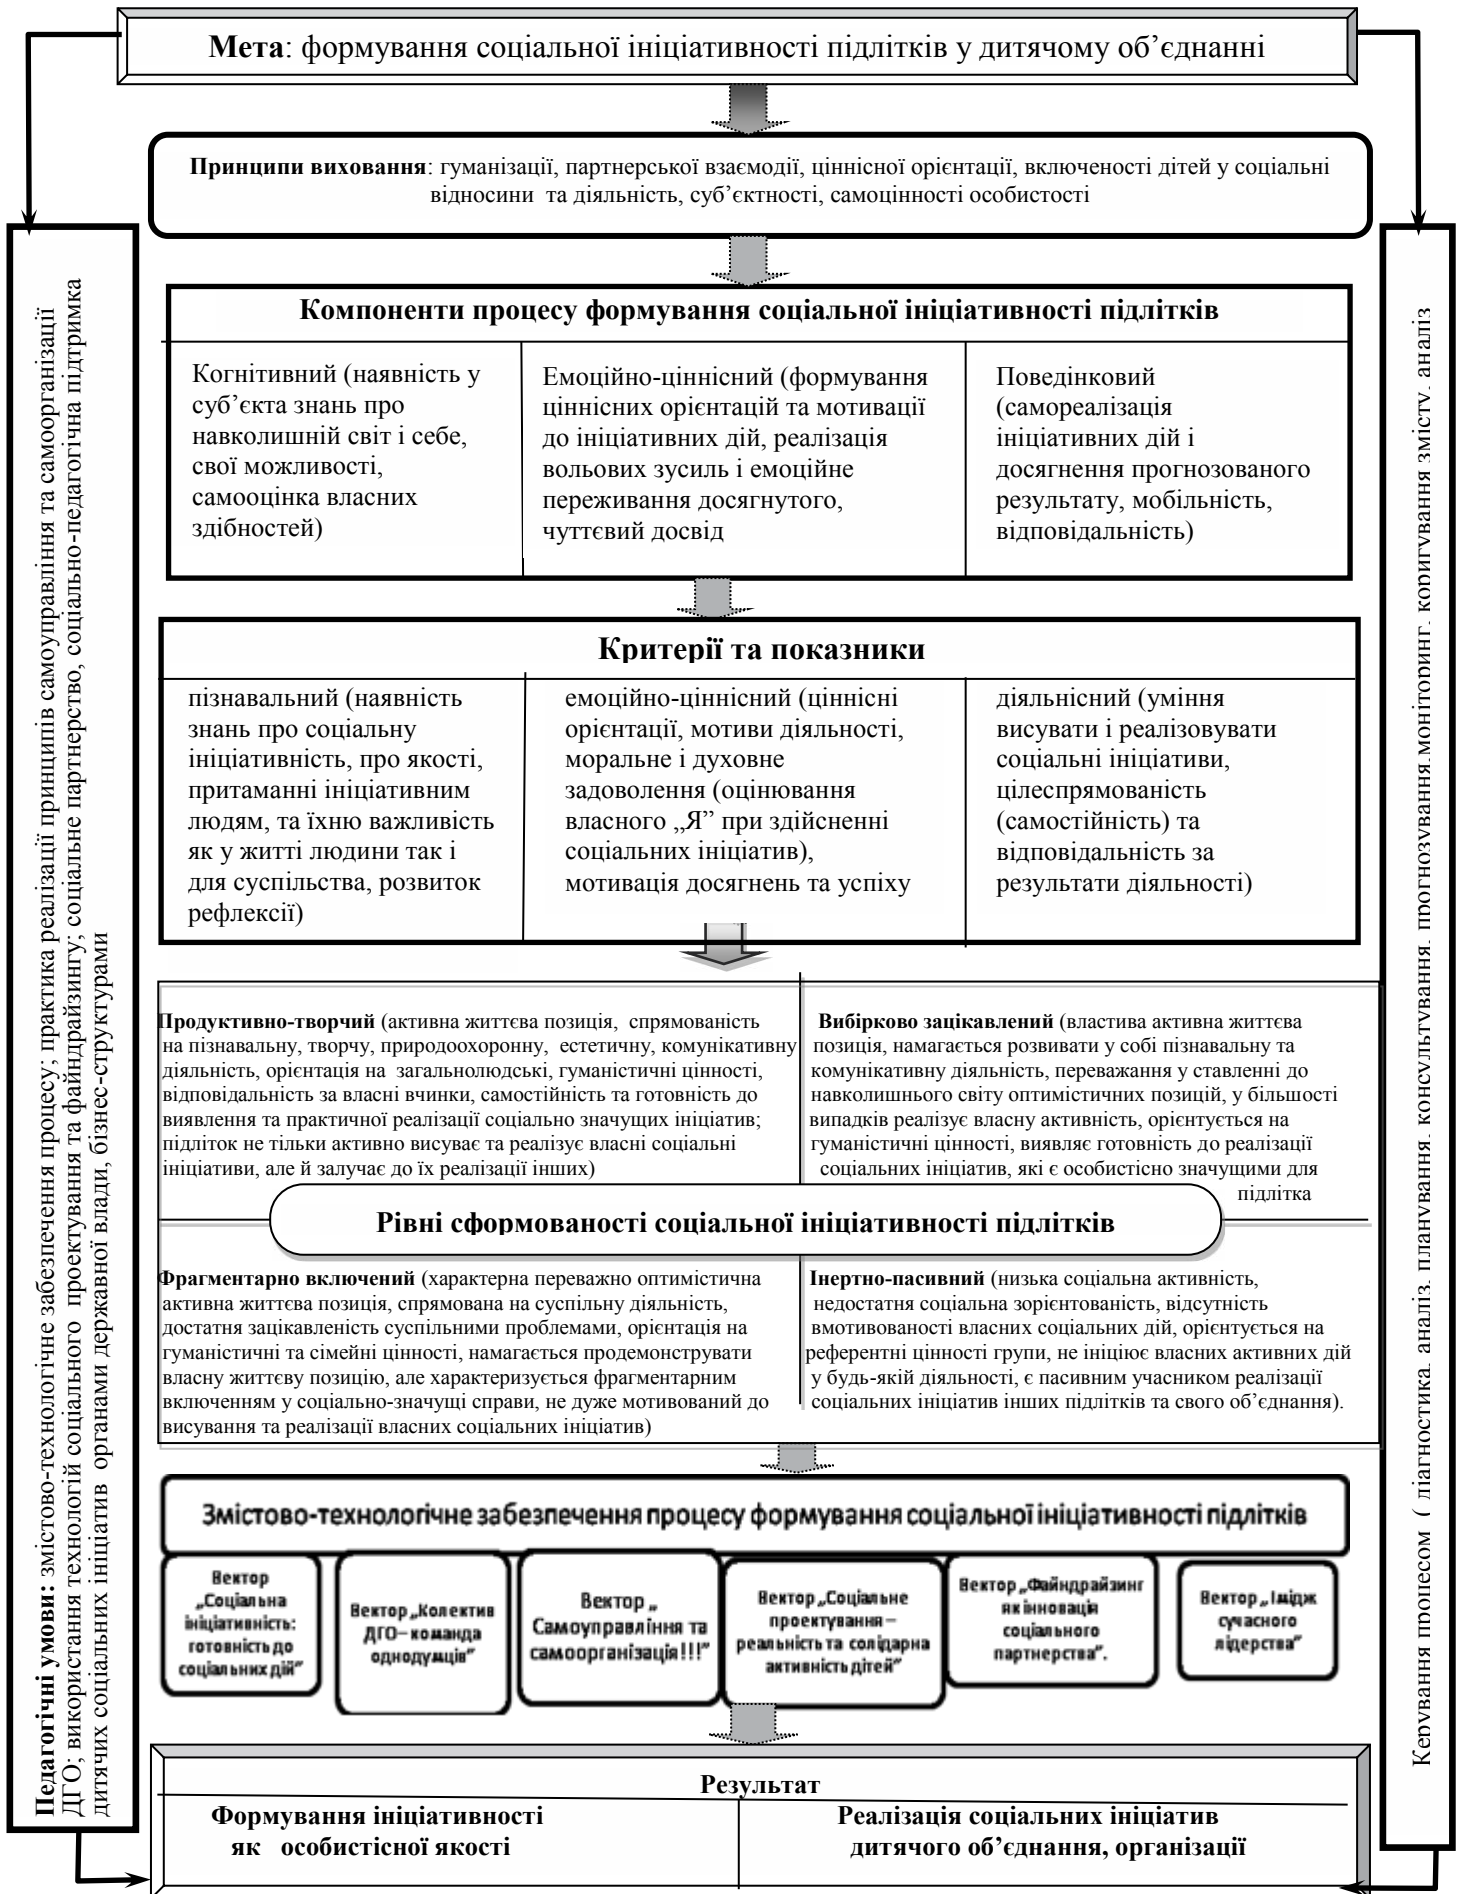 Мета: формування соціальної ініціативності підлітків у дитячому об’єднанні
Принципи виховання: гуманізації, партнерської взаємодії, ціннісної орієнтації, включеності дітей у соціальні
відносини та діяльність, суб’єктності, самоцінності особистості
Педагогічні умови: змістово-технологічне забезпечення процесу; практика реалізації принципів самоуправління та самоорганізації
ДГО; використання технологій соціального проектування та файндрайзингу; соціальне партнерство, соціально-педагогічна підтримка
дитячих соціальних ініціатив органами державної влади, бізнес-структурами
Компоненти процесу формування соціальної ініціативності підлітків
Когнітивний (наявність у
суб’єкта знань про
навколишній світ і себе,
свої можливості,
самооцінка власних
здібностей)
Емоційно-ціннісний (формування
ціннісних орієнтацій та мотивації
до ініціативних дій, реалізація
вольових зусиль і емоційне
переживання досягнутого,
чуттєвий досвід
Поведінковий
(самореалізація
ініціативних дій і
досягнення прогнозованого
результату, мобільність,
відповідальність)
Критерії та показники
пізнавальний (наявність
знань про соціальну
ініціативність, про якості,
притаманні ініціативним
людям, та їхню важливість
як у житті людини так і
для суспільства, розвиток
рефлексії)
емоційно-ціннісний (ціннісні
орієнтації, мотиви діяльності,
моральне і духовне
задоволення (оцінювання
власного „Я” при здійсненні
соціальних ініціатив),
мотивація досягнень та успіху
діяльнісний (уміння
висувати і реалізовувати
соціальні ініціативи,
цілеспрямованість
(самостійність) та
відповідальність за
результати діяльності)
Продуктивно-творчий (активна життєва позиція, спрямованість
на пізнавальну, творчу, природоохоронну, естетичну, комунікативну
діяльність, орієнтація на загальнолюдські, гуманістичні цінності,
відповідальність за власні вчинки, самостійність та готовність до
виявлення та практичної реалізації соціально значущих ініціатив;
підліток не тільки активно висуває та реалізує власні соціальні
ініціативи, але й залучає до їх реалізації інших)
Вибірково зацікавлений (властива активна життєва
позиція, намагається розвивати у собі пізнавальну та
комунікативну діяльність, переважання у ставленні до
навколишнього світу оптимістичних позицій, у більшості
випадків реалізує власну активність, орієнтується на
гуманістичні цінності, виявляє готовність до реалізації
соціальних ініціатив, які є особистісно значущими для
підлітка
Рівні сформованості соціальної ініціативності підлітків
Фрагментарно включений (характерна переважно оптимістична
активна життєва позиція, спрямована на суспільну діяльність,
достатня зацікавленість суспільними проблемами, орієнтація на
гуманістичні та сімейні цінності, намагається продемонструвати
власну життєву позицію, але характеризується фрагментарним
включенням у соціально-значущі справи, не дуже мотивований до
висування та реалізації власних соціальних ініціатив)
Інертно-пасивний (низька соціальна активність,
недостатня соціальна зорієнтованість, відсутність
вмотивованості власних соціальних дій, орієнтується на
референтні цінності групи, не ініціює власних активних дій
у будь-якій діяльності, є пасивним учасником реалізації
соціальних ініціатив інших підлітків та свого об’єднання).
Змістово-технологічне забезпечення процесу формування соціальної ініціативності підлітків
Вектор
„Соціальна
ініціативність:
готовність до
соціальних дій”
Вектор „Колектив
ДГО – команда
однодумців”
Вектор „
Самоуправління та
самоорганізація!!!”
Вектор „Соціальне
проектування –
реальність та солідарна
активність дітей”
Вектор „Файндрайзинг
як інновація
соціального
партнерства”.
Вектор „Імідж
сучасного
лідерства”
Керування процесом ( діагностика, аналіз, планування, консультування, прогнозування,моніторинг, коригування змісту, аналіз
Результат
Формування ініціативності
як особистісної якості
Реалізація соціальних ініціатив
дитячого об’єднання, організації